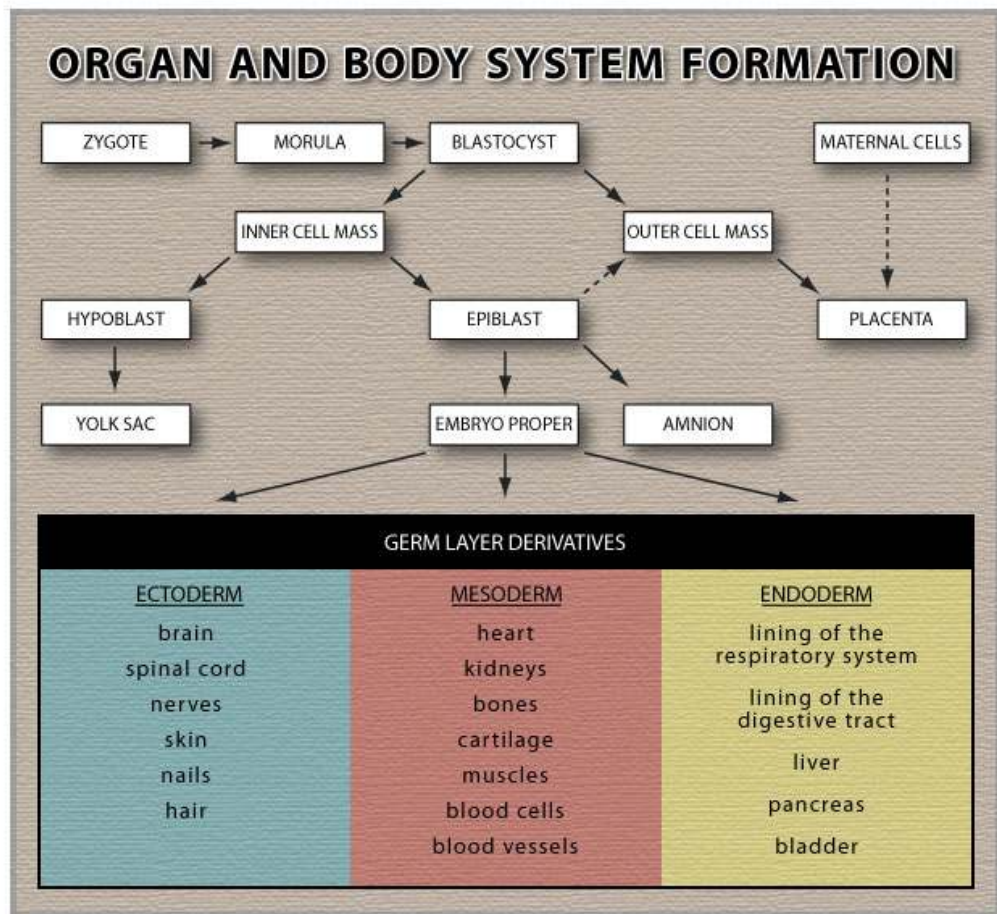 ORGAN AND BODY SYSTEM FORMATION
ZYGOTE
MORULA
BLASTOCYST
MATERNAL CELLS
INNER CELL MASS
OUTER CELL MASS
HYPOBLAST
EPIBLAST
PLACENTA
YOLK SAC
EMBRYO PROPER
AMNION
GERM LAYER DERIVATIVES
ECTODERM
brain
spinal cord
nerves
skin
nails
hair
MESODERM
heart
kidneys
bones
cartilage
muscles
blood cells
blood vessels
ENDODERM
lining of the
respiratory system
lining of the
digestive tract
liver
pancreas
bladder